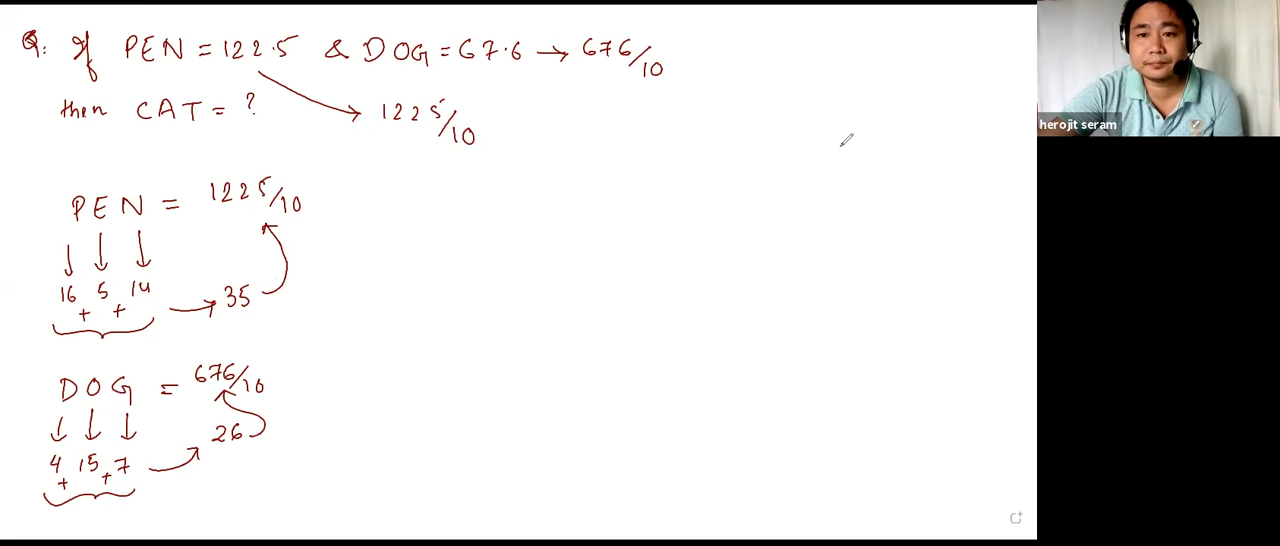 Q: If PEN = 122.5 & DOG = 67.6 → 676/10
then CAT = ? → 1225/10
PEN = 1225/10
16 + 5 + 14 → 35
DOG = 676/10
26
4 + 15 + 7
herojit seram